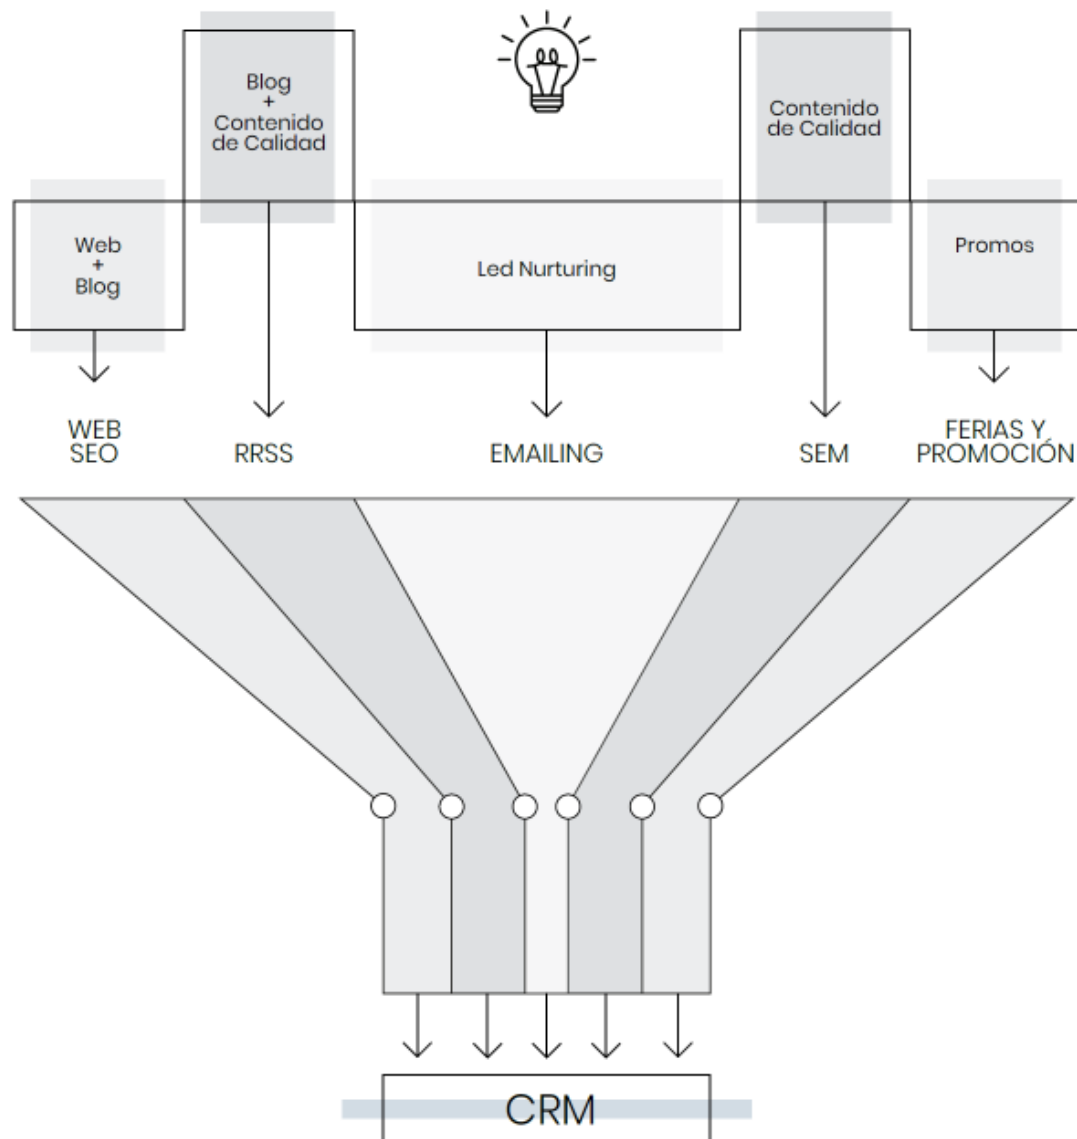 Blog
+
Contenido
de Calidad
Contenido
de Calidad
Web
+
Blog
Led Nurturing
Promos
WEB
SEO
RRSS
EMAILING
SEM
FERIAS Y
PROMOCIÓN
CRM